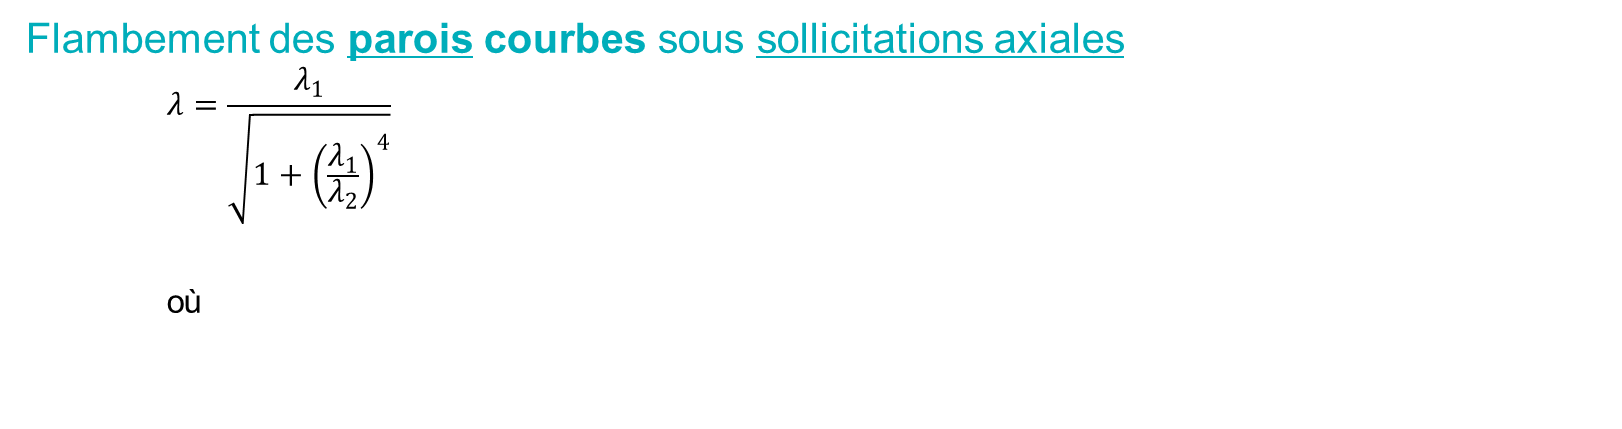 Flambement des parois courbes sous sollicitations axiales
λ = λ₁ / √(1 + (λ₁/λ₂)⁴)
où